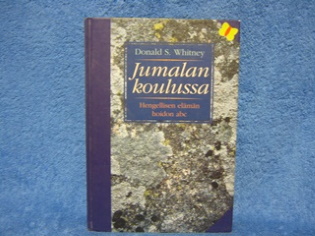 Donald S. Whitney
Jumalan
koulussa
Hengellisen elämän
hoidon abc